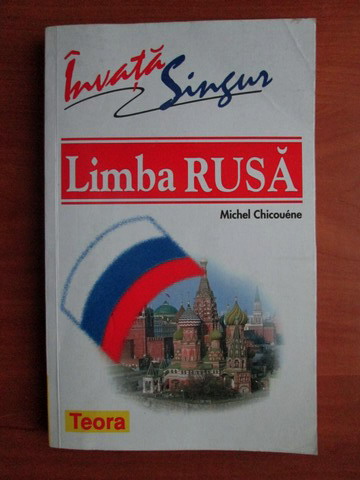 Învață
Singur
Limba RUSĂ
Michel Chicouéne
Teora